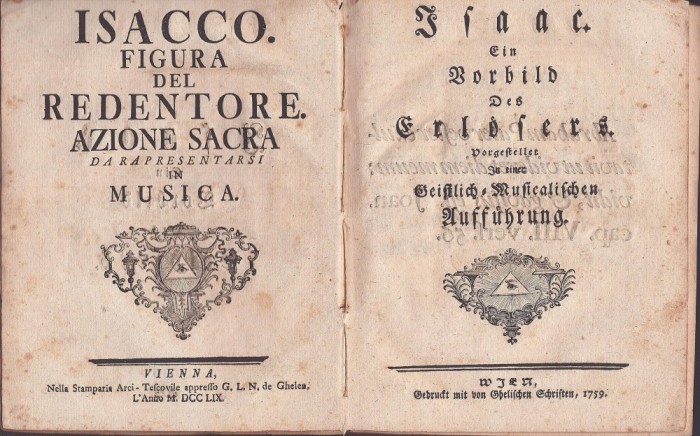 ISACCO.
FIGURA
DEL
REDENTORE.
AZIONE SACRA
DA RAPRESENTARSI
IN
MUSICA.
VIENNA,
Nella Stamparia Arci-Tescovile appresso G. L. N. de Ghelen.
L'Anno M. DCC LIX.
Isaac.
Ein
Vorbild
Des
Erlösers.
Vorgestellet
In einer
Geistlich-Musicalischen
Aufführung.
WIEN,
Gedruckt mit von Ghelischen Schriften, 1759.